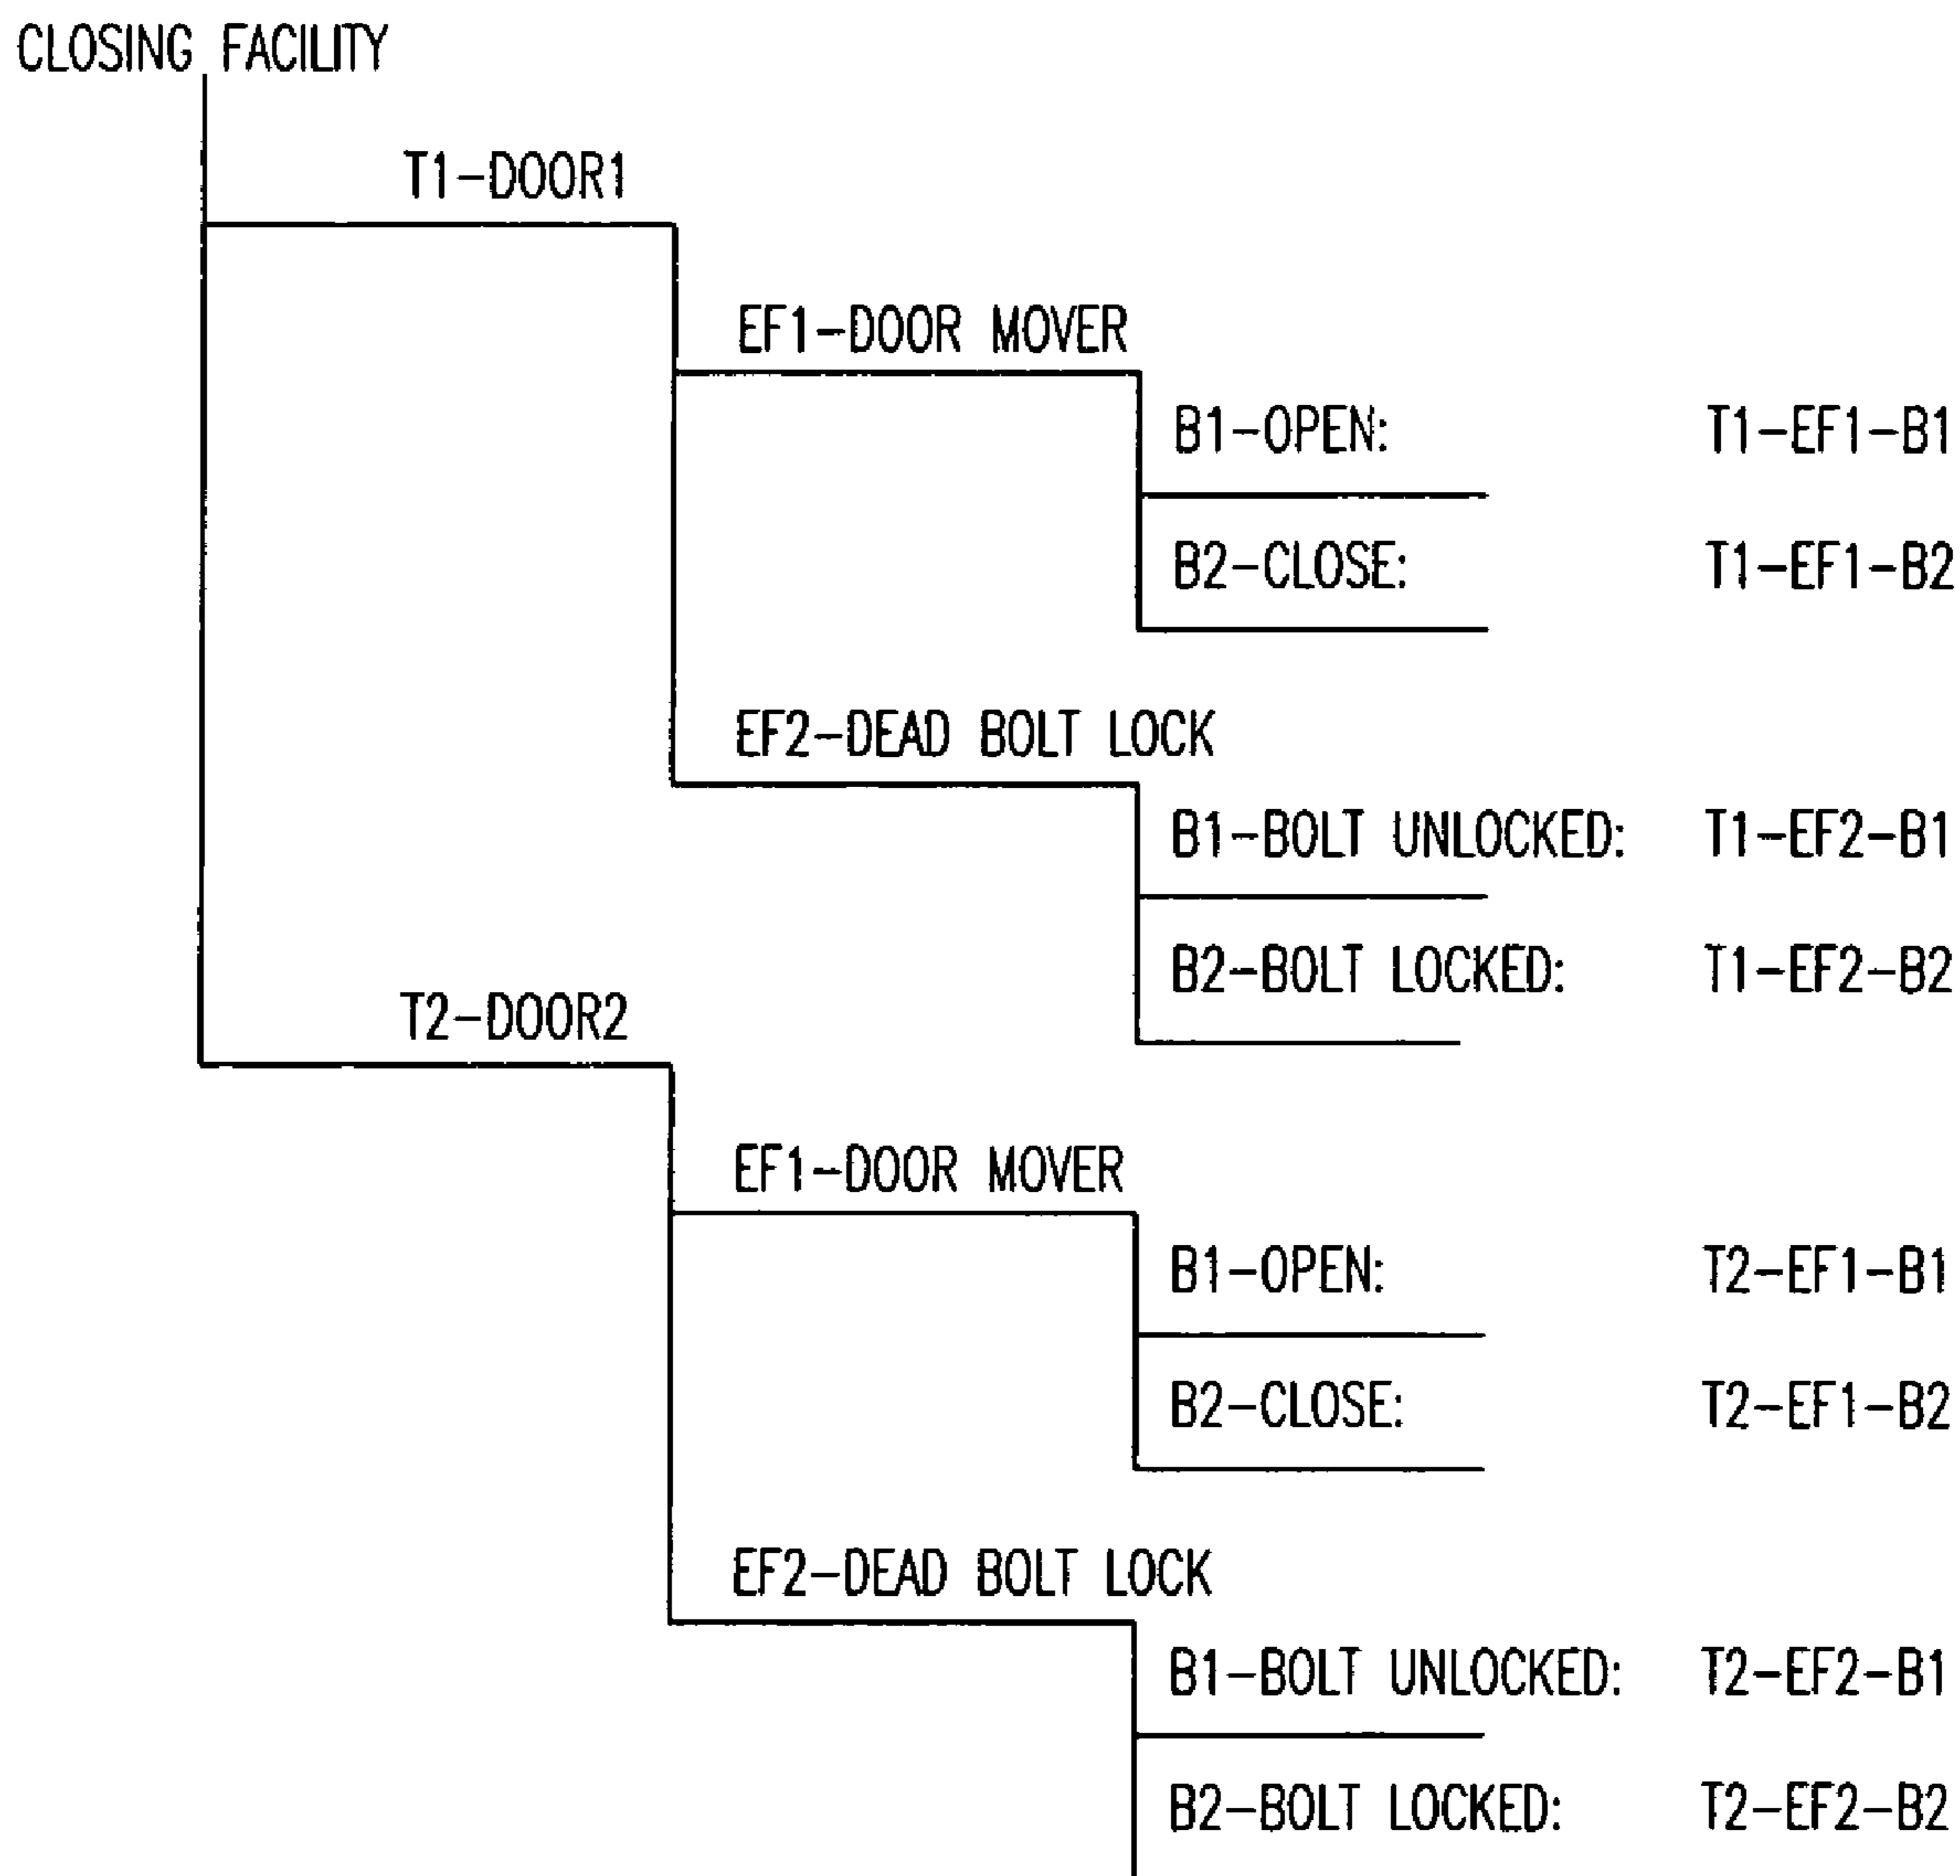 CLOSING FACILITY
T1-DOOR1
EF1-DOOR MOVER
B1-OPEN: T1-EF1-B1
B2-CLOSE: T1-EF1-B2
EF2-DEAD BOLT LOCK
B1-BOLT UNLOCKED: T1-EF2-B1
B2-BOLT LOCKED: T1-EF2-B2
T2-DOOR2
EF1-DOOR MOVER
B1-OPEN: T2-EF1-B1
B2-CLOSE: T2-EF1-B2
EF2-DEAD BOLT LOCK
B1-BOLT UNLOCKED: T2-EF2-B1
B2-BOLT LOCKED: T2-EF2-B2